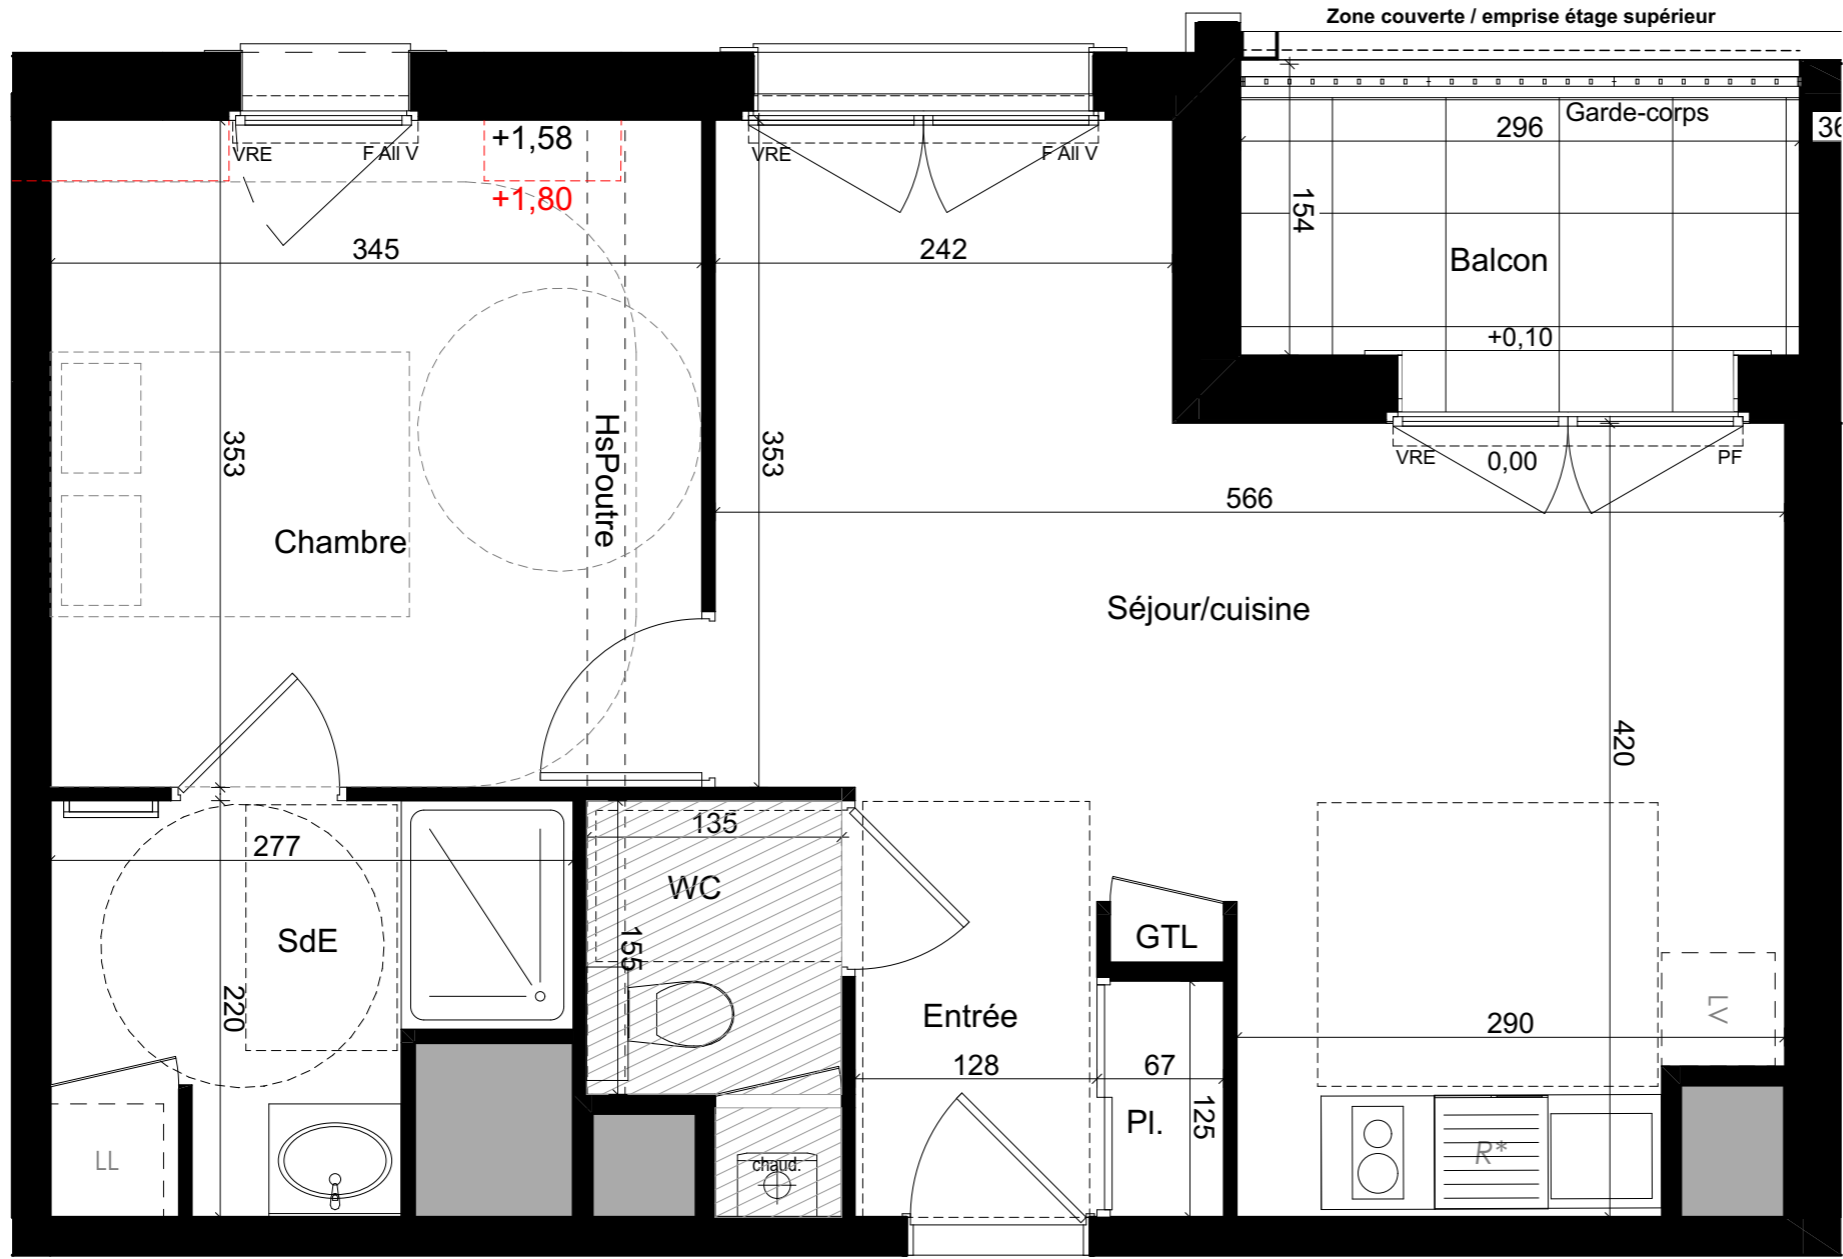 Zone couverte / emprise étage supérieur
Garde-corps
296
36
+1,58
VRE
F All V
VRE
F All V
+1,80
154
345
242
Balcon
+0,10
353
HsPoutre
353
VRE
0,00
PF
566
Chambre
Séjour/cuisine
420
135
277
WC
SdE
155
GTL
220
Entrée
LV
290
128
67
125
Pl.
LL
chaud.
R*